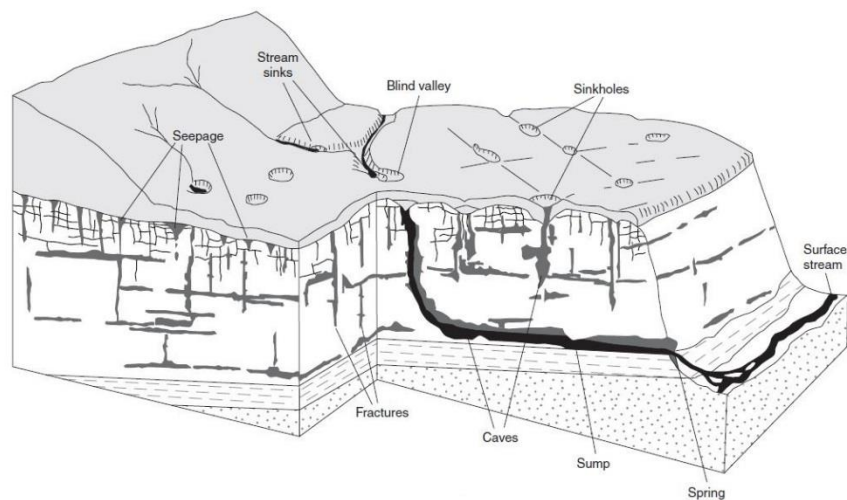 Stream
sinks
Blind valley
Sinkholes
Seepage
Surface
stream
Fractures
Caves
Sump
Spring